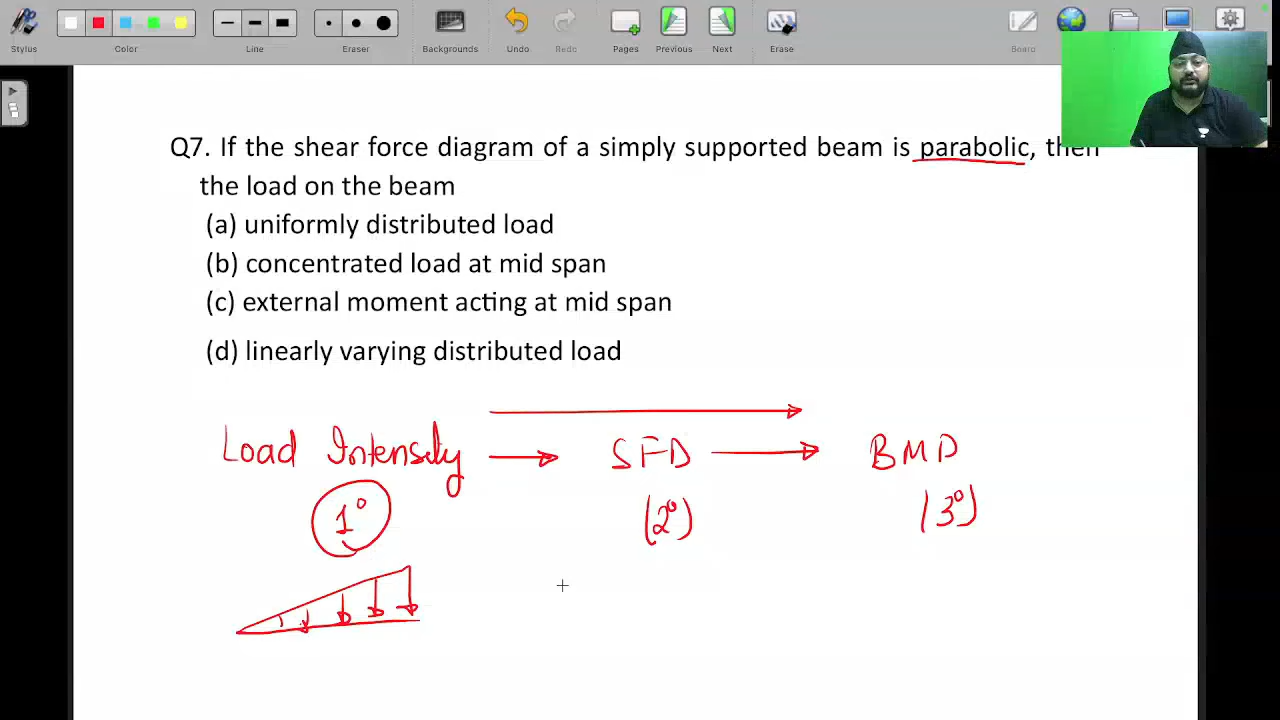 Stylus Color Line Eraser Backgrounds Undo Redo Pages Previous Next Erase Board
Q7. If the shear force diagram of a simply supported beam is parabolic, then
the load on the beam
(a) uniformly distributed load
(b) concentrated load at mid span
(c) external moment acting at mid span
(d) linearly varying distributed load
Load Intensity → SFD → BMD
1° (2°) (3°)